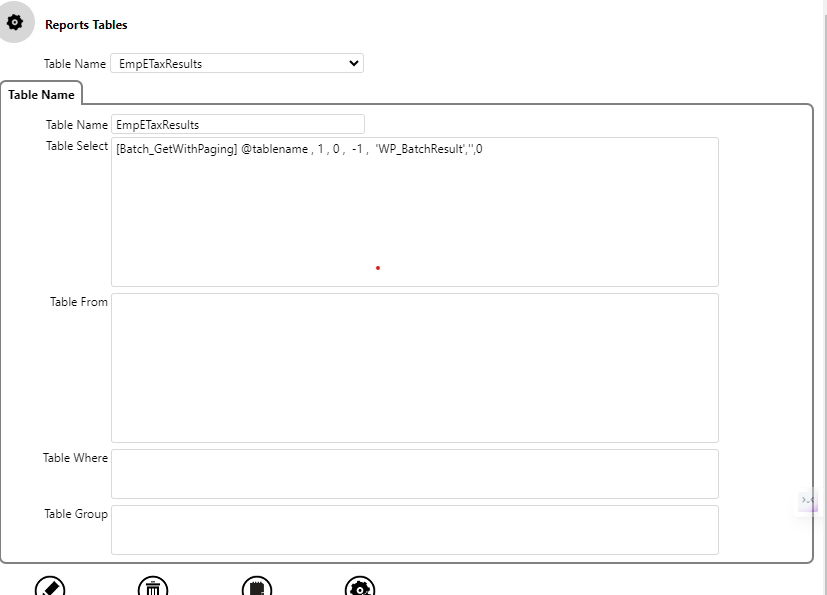 Reports Tables
Table Name EmpETaxResults
Table Name
Table Name EmpETaxResults
Table Select [Batch_GetWithPaging] @tablename , 1 , 0 , -1 , 'WP_BatchResult','',0
Table From
Table Where
Table Group